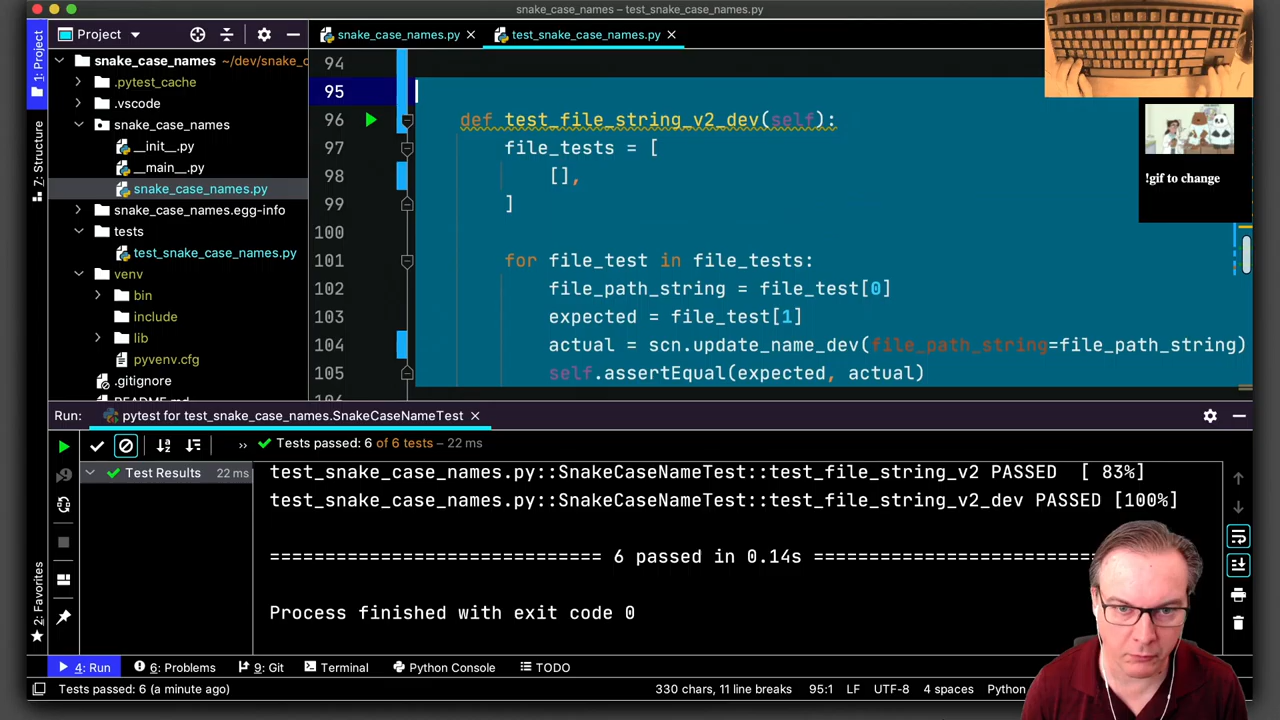 snake_case_names – test_snake_case_names.py
Project
snake_case_names.py
test_snake_case_names.py
1: Project
7: Structure
2: Favorites
snake_case_names ~/dev/snake_c
.pytest_cache
.vscode
snake_case_names
__init__.py
__main__.py
snake_case_names.py
snake_case_names.egg-info
tests
test_snake_case_names.py
venv
bin
include
lib
pyvenv.cfg
.gitignore
94
95
96 def test_file_string_v2_dev(self):
97 file_tests = [
98 [],
99 ]
100
101 for file_test in file_tests:
102 file_path_string = file_test[0]
103 expected = file_test[1]
104 actual = scn.update_name_dev(file_path_string=file_path_string)
105 self.assertEqual(expected, actual)
!gif to change
Run: pytest for test_snake_case_names.SnakeCaseNameTest
Tests passed: 6 of 6 tests – 22 ms
Test Results 22 ms
test_snake_case_names.py::SnakeCaseNameTest::test_file_string_v2 PASSED [ 83%]
test_snake_case_names.py::SnakeCaseNameTest::test_file_string_v2_dev PASSED [100%]
============================= 6 passed in 0.14s =========================
Process finished with exit code 0
4: Run
6: Problems
9: Git
Terminal
Python Console
TODO
Tests passed: 6 (a minute ago)
330 chars, 11 line breaks
95:1
LF
UTF-8
4 spaces
Python